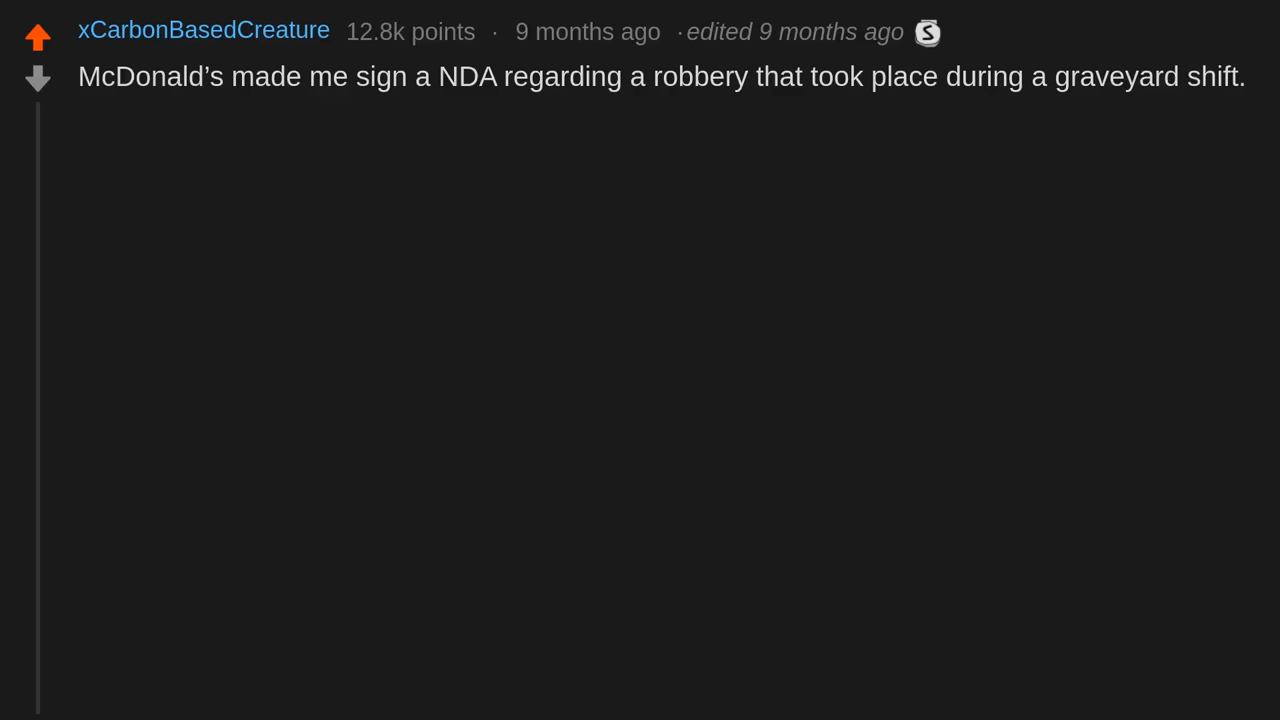 xCarbonBasedCreature 12.8k points · 9 months ago · edited 9 months ago S
McDonald’s made me sign a NDA regarding a robbery that took place during a graveyard shift.